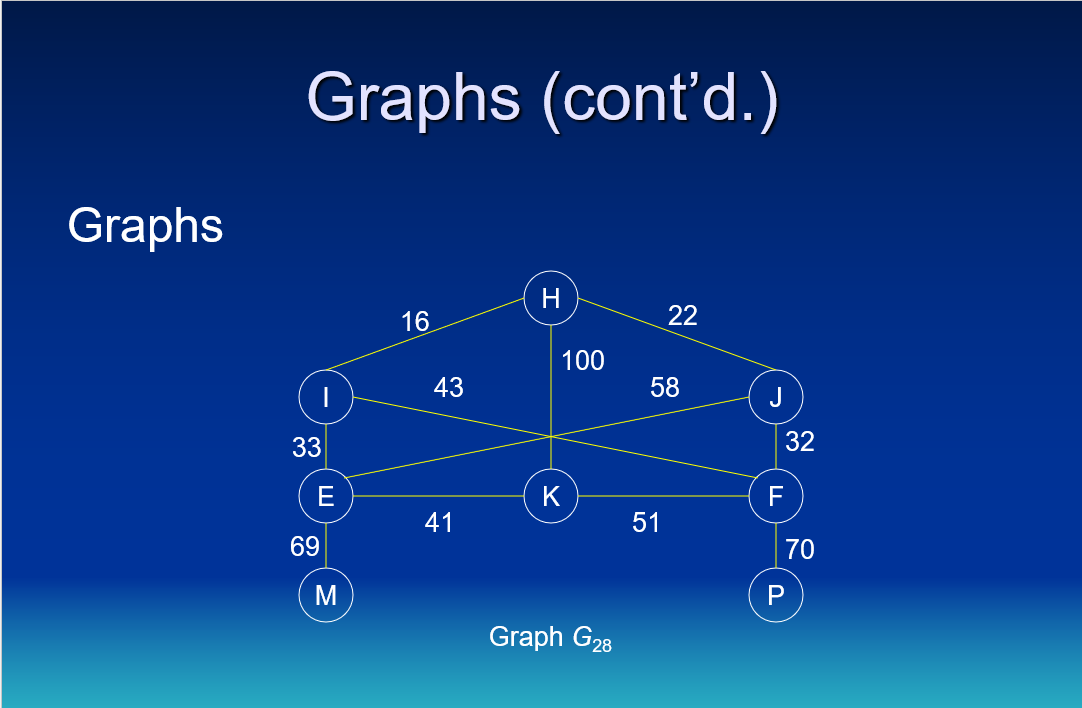 Graphs (cont’d.)
Graphs
H
16
22
100
43
58
I
J
33
32
E
K
F
41
51
69
70
M
P
Graph G28